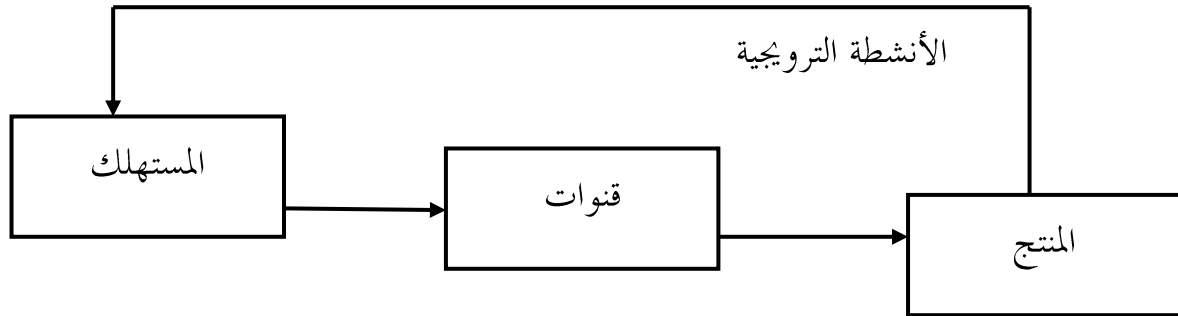 الأنشطة الترويجية
المستهلك
قنوات
المنتج